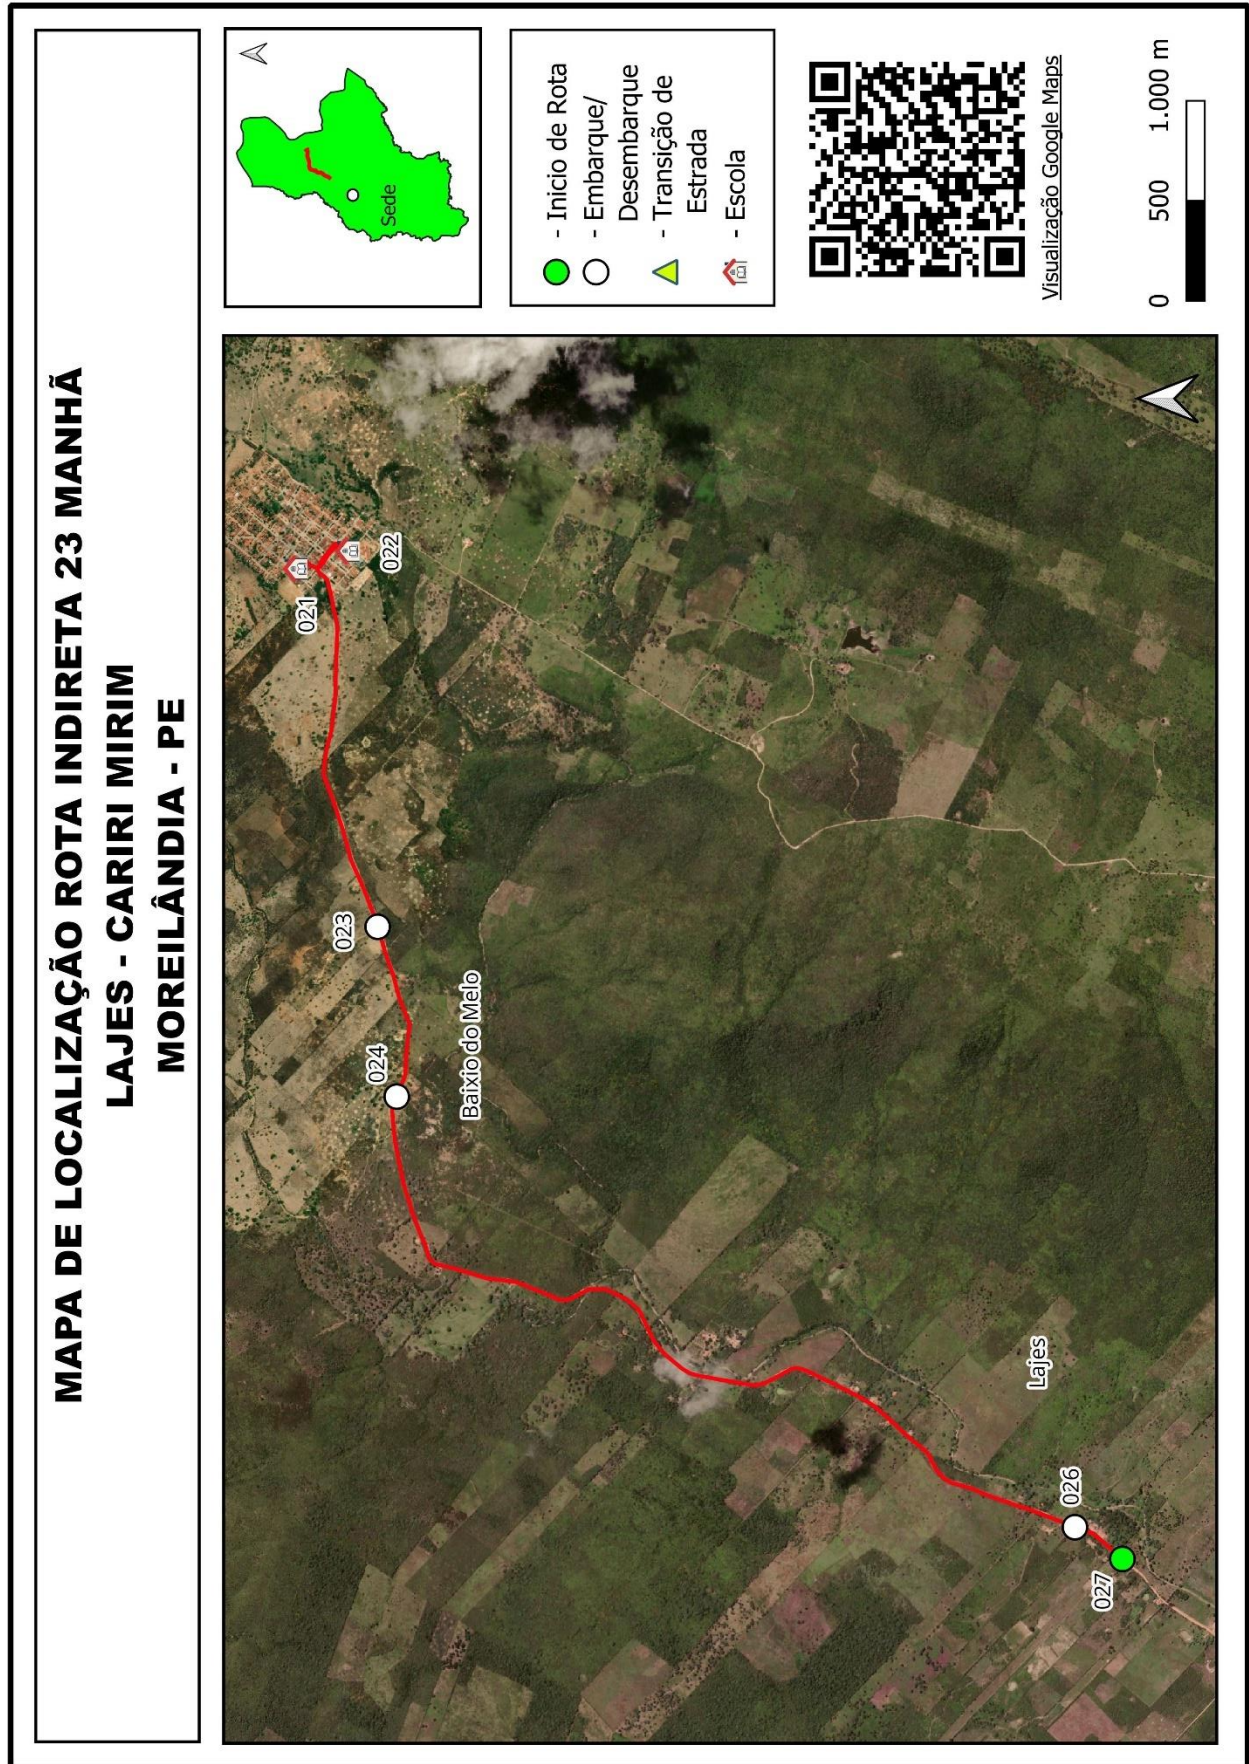 MAPA DE LOCALIZAÇÃO ROTA INDIRETA 23 MANHÃ
LAJES - CARIRI MIRIM
MOREILÂNDIA - PE
021
022
023
024
Baixio do Melo
Lajes
026
027
Sede
- Inicio de Rota
- Embarque/
Desembarque
- Transição de
Estrada
- Escola
Visualização Google Maps
0 500 1.000 m